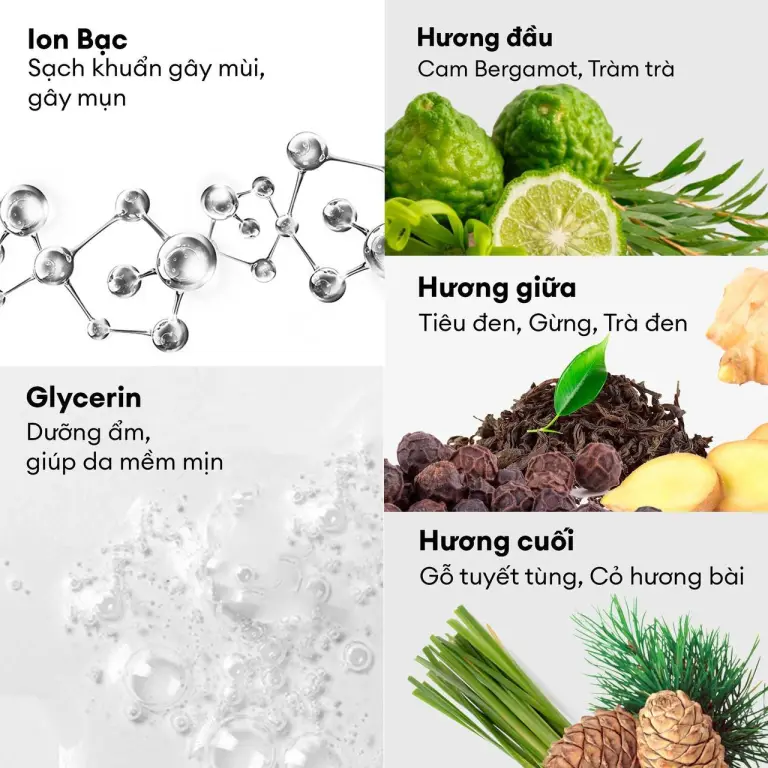 Ion Bạc
Sạch khuẩn gây mùi,
gây mụn
Glycerin
Dưỡng ẩm,
giúp da mềm mịn
Hương đầu
Cam Bergamot, Tràm trà
Hương giữa
Tiêu đen, Gừng, Trà đen
Hương cuối
Gỗ tuyết tùng, Cỏ hương bài